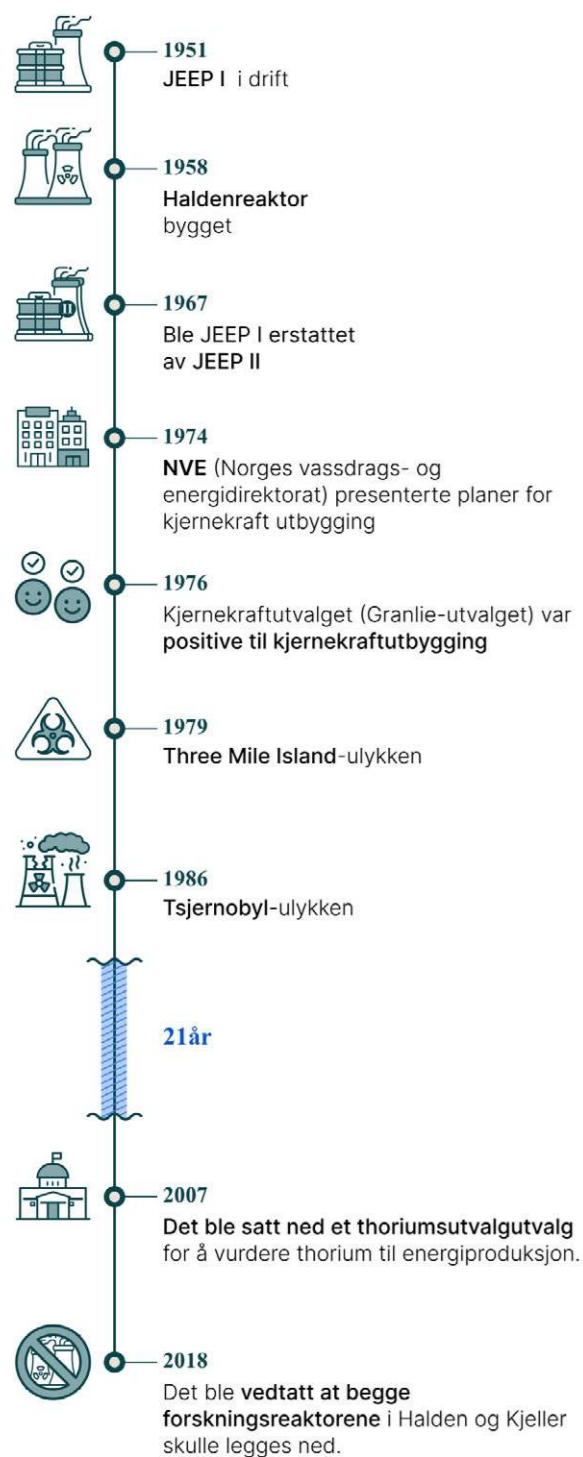 1951
JEEP I i drift
1958
Haldenreaktor
bygget
1967
Ble JEEP I erstattet
av JEEP II
1974
NVE (Norges vassdrags- og
energidirektorat) presenterte planer for
kjernekraft utbygging
1976
Kjernekraftutvalget (Granlie-utvalget) var
positive til kjernekraftutbygging
1979
Three Mile Island-ulykken
1986
Tsjernobyl-ulykken
21år
2007
Det ble satt ned et thoriumsutvalgutvalg
for å vurdere thorium til energiproduksjon.
2018
Det ble vedtatt at begge
forskningsreaktorene i Halden og Kjeller
skulle legges ned.